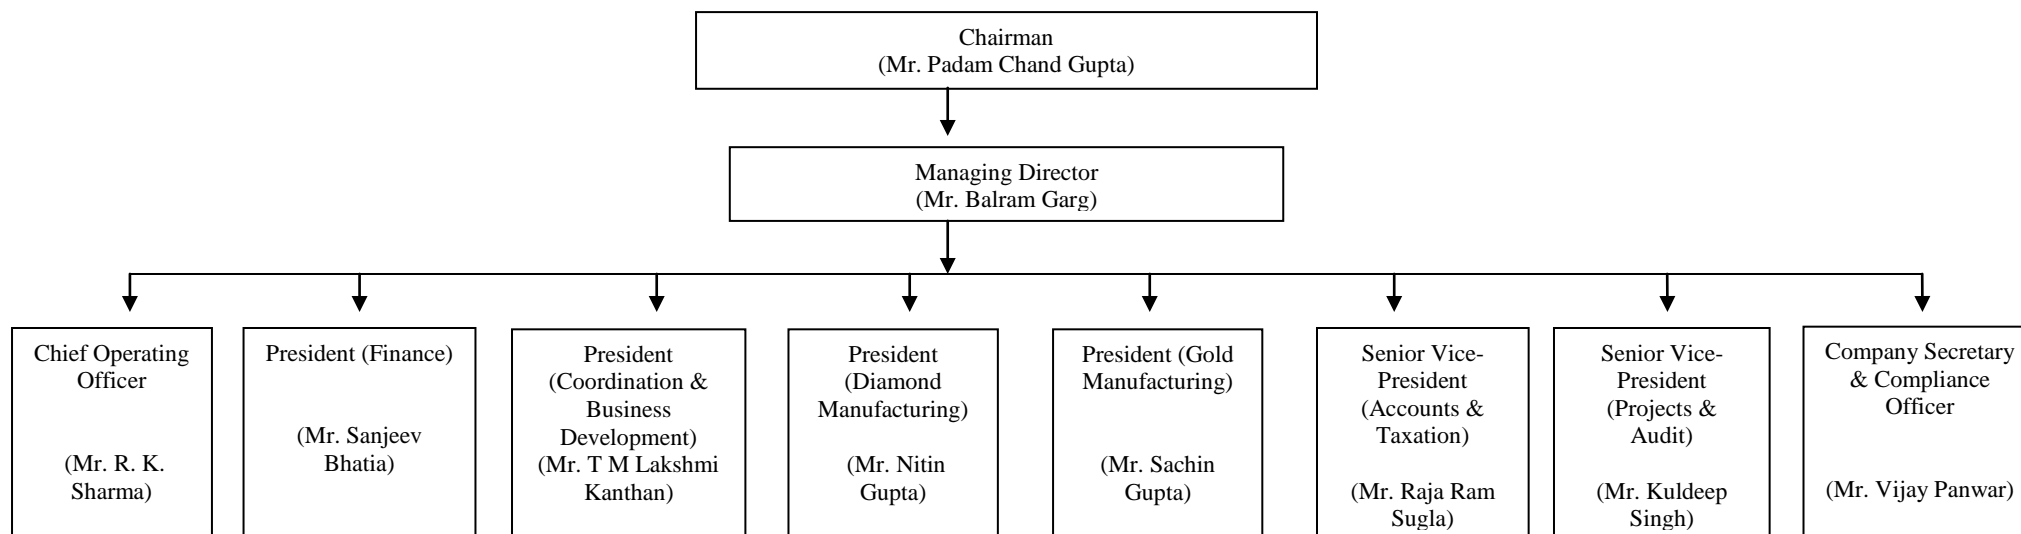 Chairman
(Mr. Padam Chand Gupta)
Managing Director
(Mr. Balram Garg)
Chief Operating
Officer
(Mr. R. K.
Sharma)
President (Finance)
(Mr. Sanjeev
Bhatia)
President
(Coordination &
Business
Development)
(Mr. T M Lakshmi
Kanthan)
President
(Diamond
Manufacturing)
(Mr. Nitin
Gupta)
President (Gold
Manufacturing)
(Mr. Sachin
Gupta)
Senior Vice-
President
(Accounts &
Taxation)
(Mr. Raja Ram
Sugla)
Senior Vice-
President
(Projects &
Audit)
(Mr. Kuldeep
Singh)
Company Secretary
& Compliance
Officer
(Mr. Vijay Panwar)